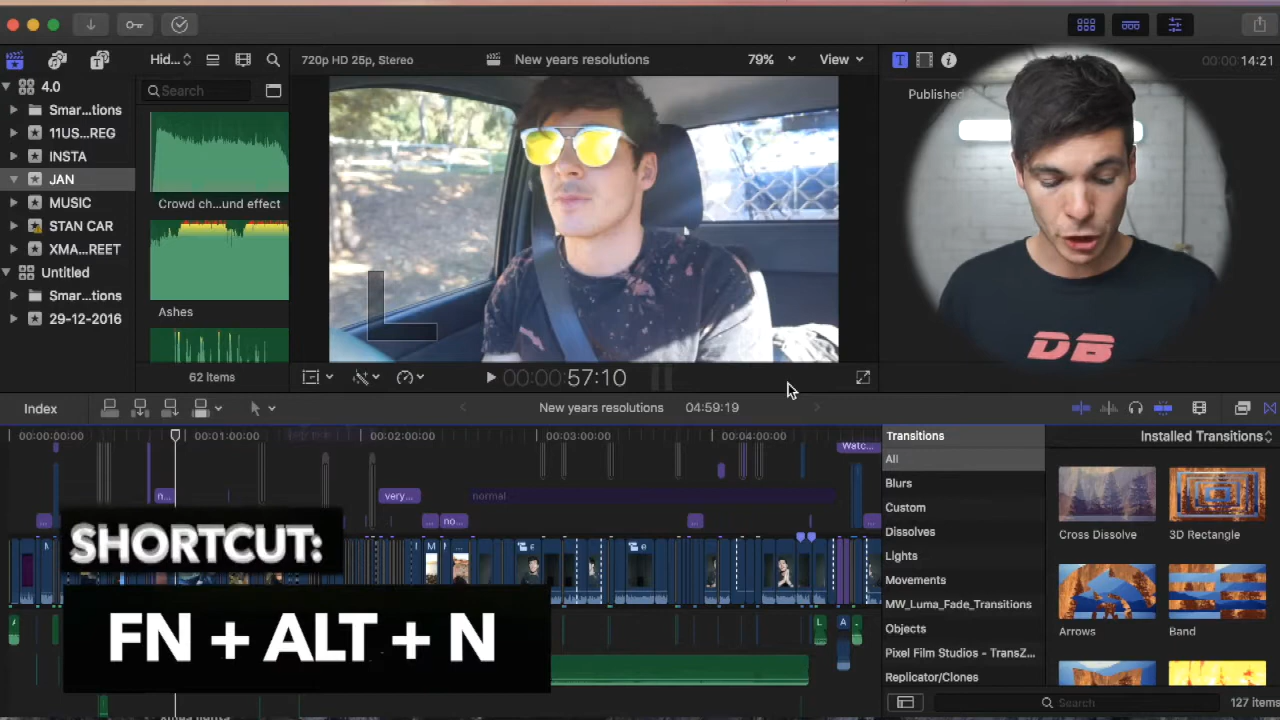 Hid...
720p HD 25p, Stereo
New years resolutions
79%
View
00:00 14:21
4.0
Smar...tions
11US...REG
INSTA
JAN
MUSIC
STAN CAR
XMA...REET
Untitled
Smar...tions
29-12-2016
Search
Crowd ch...und effect
Ashes
62 items
Published
DB
00:00:57:10
Index
New years resolutions
04:59:19
00:00:00:00
00:01:00:00
00:02:00:00
00:03:00:00
00:04:00:00
Watc...
n...
very...
normal
...
...
no...
...
...
M
M
...
e
e
A
L
A
SHORTCUT:
FN + ALT + N
Transitions
Installed Transitions
All
Blurs
Custom
Dissolves
Lights
Movements
MW_Luma_Fade_Transitions
Objects
Pixel Film Studios - TransZ...
Replicator/Clones
Cross Dissolve
3D Rectangle
Arrows
Band
Search
127 items